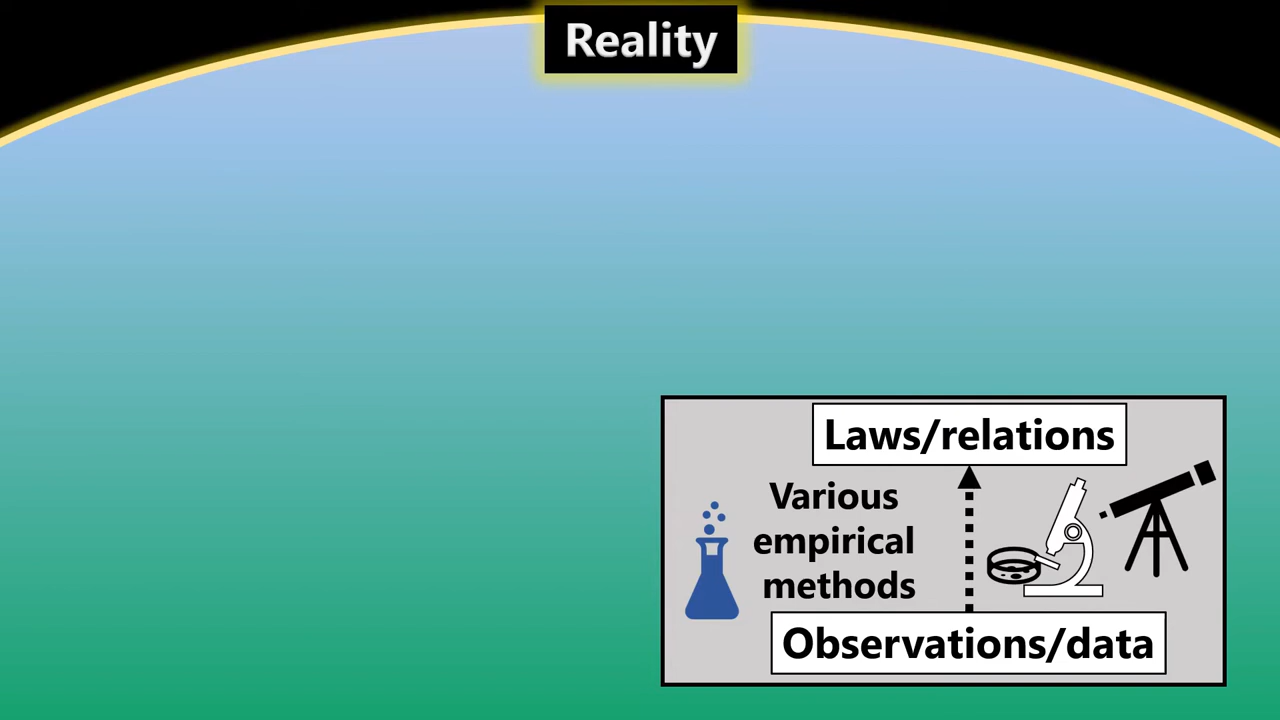 Reality
Laws/relations
Various
empirical
methods
Observations/data